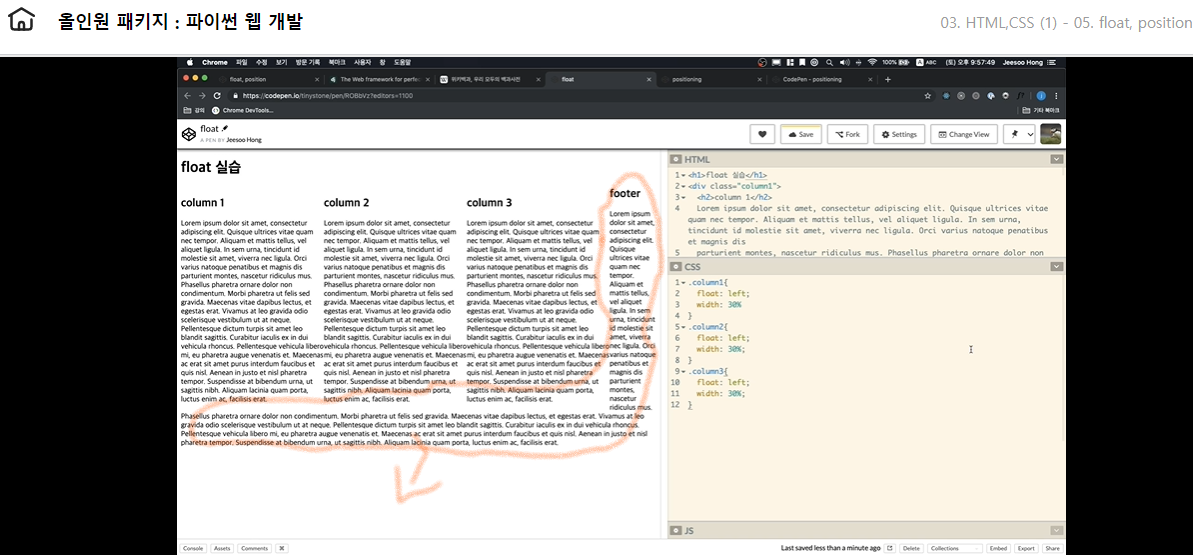 올인원 패키지 : 파이썬 웹 개발
03. HTML,CSS (1) - 05. float, position
Chrome 파일 수정 보기 방문 기록 북마크 사용자 창 도움말
100% ABC (토) 오후 9:57:49 Jeesoo Hong
float, position
The Web framework for perfec
위키백과, 우리 모두의 백과사전
float
positioning
CodePen - positioning
https://codepen.io/tinystone/pen/ROBbVz?editors=1100
강의
Chrome DevTools...
기타 북마크
float
A PEN BY Jeesoo Hong
Save
Fork
Settings
Change View
float 실습
column 1
Lorem ipsum dolor sit amet, consectetur
adipiscing elit. Quisque ultrices vitae quam
nec tempor. Aliquam et mattis tellus, vel
aliquet ligula. In sem urna, tincidunt id
molestie sit amet, viverra nec ligula. Orci
varius natoque penatibus et magnis dis
parturient montes, nascetur ridiculus mus.
Phasellus pharetra ornare dolor non
condimentum. Morbi pharetra ut felis sed
gravida. Maecenas vitae dapibus lectus, et
egestas erat. Vivamus at leo gravida odio
scelerisque vestibulum ut at neque.
Pellentesque dictum turpis sit amet leo
blandit sagittis. Curabitur iaculis ex in dui
vehicula rhoncus. Pellentesque vehicula libero
mi, eu pharetra augue venenatis et. Maecenas
ac erat sit amet purus interdum faucibus et
quis nisl. Aenean in justo et nisl pharetra
tempor. Suspendisse at bibendum urna, ut
sagittis nibh. Aliquam lacinia quam porta,
luctus enim ac, facilisis erat.
column 2
Lorem ipsum dolor sit amet, consectetur
adipiscing elit. Quisque ultrices vitae quam
nec tempor. Aliquam et mattis tellus, vel
aliquet ligula. In sem urna, tincidunt id
molestie sit amet, viverra nec ligula. Orci
varius natoque penatibus et magnis dis
parturient montes, nascetur ridiculus mus.
Phasellus pharetra ornare dolor non
condimentum. Morbi pharetra ut felis sed
gravida. Maecenas vitae dapibus lectus, et
egestas erat. Vivamus at leo gravida odio
scelerisque vestibulum ut at neque.
Pellentesque dictum turpis sit amet leo
blandit sagittis. Curabitur iaculis ex in dui
vehicula rhoncus. Pellentesque vehicula libero
mi, eu pharetra augue venenatis et. Maecenas
ac erat sit amet purus interdum faucibus et
quis nisl. Aenean in justo et nisl pharetra
tempor. Suspendisse at bibendum urna, ut
sagittis nibh. Aliquam lacinia quam porta,
luctus enim ac, facilisis erat.
column 3
Lorem ipsum dolor sit amet, consectetur
adipiscing elit. Quisque ultrices vitae quam
nec tempor. Aliquam et mattis tellus, vel
aliquet ligula. In sem urna, tincidunt id
molestie sit amet, viverra nec ligula. Orci
varius natoque penatibus et magnis dis
parturient montes, nascetur ridiculus mus.
Phasellus pharetra ornare dolor non
condimentum. Morbi pharetra ut felis sed
gravida. Maecenas vitae dapibus lectus, et
egestas erat. Vivamus at leo gravida odio
scelerisque vestibulum ut at neque.
Pellentesque dictum turpis sit amet leo
blandit sagittis. Curabitur iaculis ex in dui
vehicula rhoncus. Pellentesque vehicula libero
mi, eu pharetra augue venenatis et. Maecenas
ac erat sit amet purus interdum faucibus et
quis nisl. Aenean in justo et nisl pharetra
tempor. Suspendisse at bibendum urna, ut
sagittis nibh. Aliquam lacinia quam porta,
luctus enim ac, facilisis erat.
footer
Lorem ipsum
dolor sit amet,
consectetur
adipiscing elit.
Quisque
ultrices vitae
quam nec
tempor.
Aliquam et
mattis tellus,
vel aliquet
ligula. In sem
urna, tincidunt
id molestie sit
amet, viverra
nec ligula. Orci
varius natoque
penatibus et
magnis dis
parturient
montes,
nascetur
ridiculus mus.
Phasellus pharetra ornare dolor non condimentum. Morbi pharetra ut felis sed gravida. Maecenas vitae dapibus lectus, et egestas erat. Vivamus at leo
gravida odio scelerisque vestibulum ut at neque. Pellentesque dictum turpis sit amet leo blandit sagittis. Curabitur iaculis ex in dui vehicula rhoncus.
Pellentesque vehicula libero mi, eu pharetra augue venenatis et. Maecenas ac erat sit amet purus interdum faucibus et quis nisl. Aenean in justo et nisl
pharetra tempor. Suspendisse at bibendum urna, ut sagittis nibh. Aliquam lacinia quam porta, luctus enim ac, facilisis erat.
HTML
1 <h1>float 실습</h1>
2 <div class="column1">
3 <h2>column 1</h2>
4 Lorem ipsum dolor sit amet, consectetur adipiscing elit. Quisque ultrices vitae
quam nec tempor. Aliquam et mattis tellus, vel aliquet ligula. In sem urna,
tincidunt id molestie sit amet, viverra nec ligula. Orci varius natoque penatibus
et magnis dis
5 parturient montes, nascetur ridiculus mus. Phasellus pharetra ornare dolor non
CSS
1 .column1{
2 float: left;
3 width: 30%
4 }
5 .column2{
6 float: left;
7 width: 30%;
8 }
9 .column3{
10 float: left;
11 width: 30%;
12 }
JS
Console
Assets
Comments
⌘
Last saved less than a minute ago
Delete
Collections
Embed
Export
Share